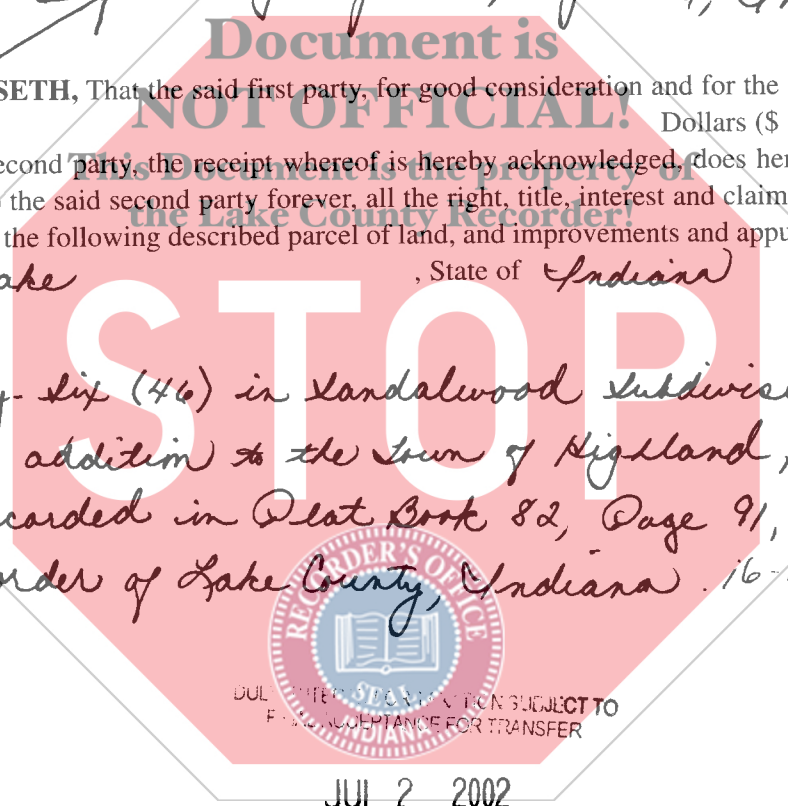 Document is
SETH, That the said first party, for good consideration and for the
NOT OFFICIAL!
Dollars ($
econd party, the receipt whereof is hereby acknowledged, does her
This Document is the property of
the said second party forever, all the right, title, interest and claim
the Lake County Recorder!
the following described parcel of land, and improvements and appu
ake , State of Indiana
STOP
y-Six (46) in Sandalwood Subdivis
addition to the Town of Highland,
corded in Plat Book 82, Page 91,
order of Lake County, Indiana. 16-
RECORDER'S OFFICE
SEAL
INDIANA
SUBJECT TO
FINAL ACCEPTANCE FOR TRANSFER
JUL 2 2002